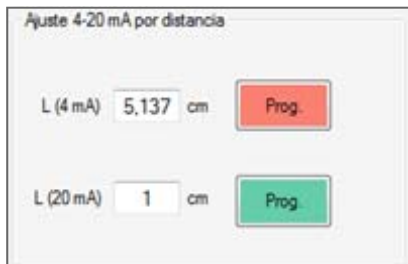 Ajuste 4-20 mA por distancia
L (4 mA) 5,137 cm Prog.
L (20 mA) 1 cm Prog.